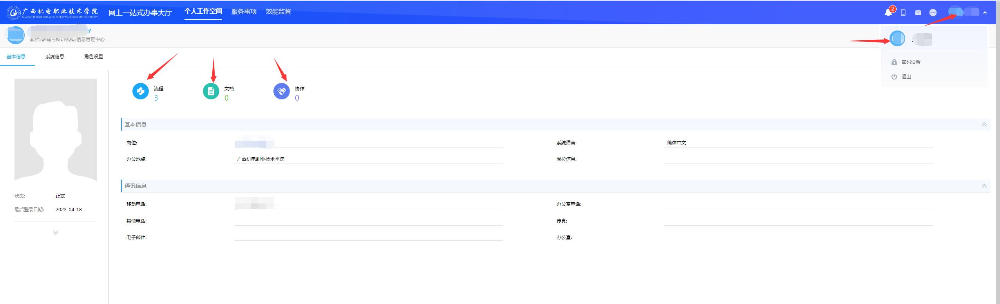 广西机电职业技术学院
GUANGXI TECHNOLOGICAL COLLEGE OF MACHINERY AND ELECTRICITY
网上一站式办事大厅
个人工作空间
服务事项
效能监督
2
教师/教辅与科研机构/信息管理中心
基本信息
系统信息
角色设置
密码设置
退出
流程
3
文档
0
协作
0
状态:
正式
最后登录日期:
2023-04-18
基本信息
岗位:
系统语言:
简体中文
办公地点:
广西机电职业技术学院
岗位信息:
通讯信息
移动电话:
办公室电话:
其他电话:
传真:
电子邮件:
办公室: